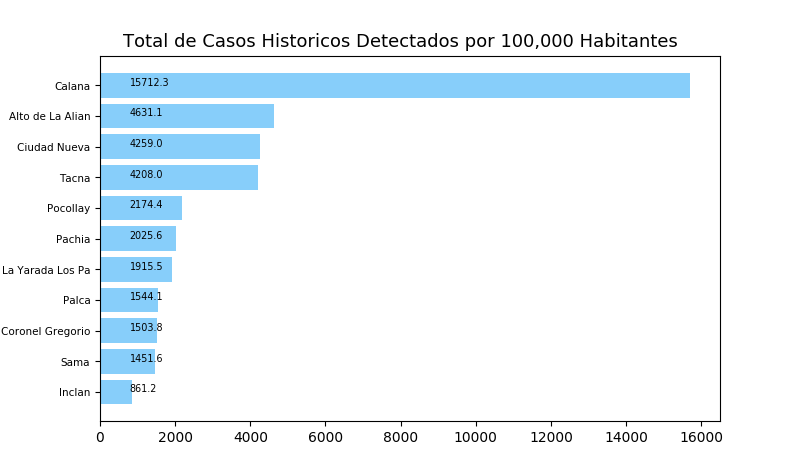 Total de Casos Historicos Detectados por 100,000 Habitantes
Calana 15712.3
Alto de La Alian 4631.1
Ciudad Nueva 4259.0
Tacna 4208.0
Pocollay 2174.4
Pachia 2025.6
La Yarada Los Pa 1915.5
Palca 1544.1
Coronel Gregorio 1503.8
Sama 1451.6
Inclan 861.2
0 2000 4000 6000 8000 10000 12000 14000 16000